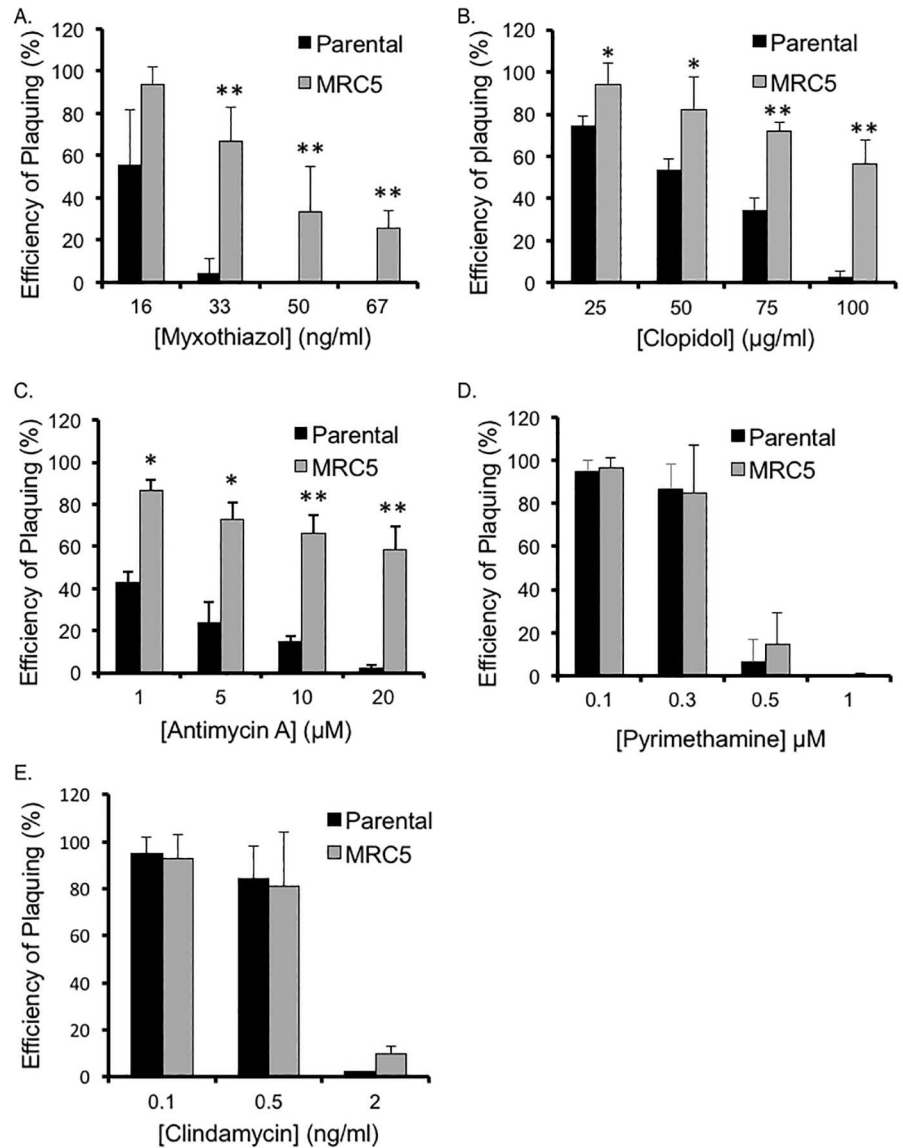 A.
Efficiency of Plaquing (%)
120
100
80
60
40
20
0
Parental
MRC5
**
**
**
16 33 50 67
[Myxothiazol] (ng/ml)
B.
Efficiency of plaquing (%)
120
100
80
60
40
20
0
Parental
MRC5
*
*
**
**
25 50 75 100
[Clopidol] (µg/ml)
C.
Efficiency of Plaquing (%)
120
100
80
60
40
20
0
Parental
MRC5
*
*
**
**
1 5 10 20
[Antimycin A] (µM)
D.
Efficiency of Plaquing (%)
120
100
80
60
40
20
0
Parental
MRC5
0.1 0.3 0.5 1
[Pyrimethamine] µM
E.
Efficiency of Plaquing (%)
120
100
80
60
40
20
0
Parental
MRC5
0.1 0.5 2
[Clindamycin] (ng/ml)